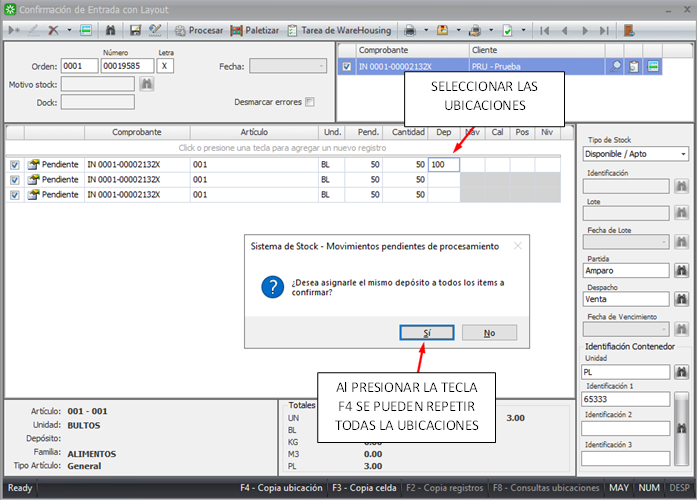 Confirmación de Entrada con Layout
Procesar Paletizar Tarea de WareHousing
Número Letra
Orden: 0001 00019585 X Fecha:
Motivo stock:
Dock: Desmarcar errores
Comprobante Cliente
IN 0001-00002132X PRU - Prueba
SELECCIONAR LAS
UBICACIONES
Comprobante Artículo Und. Pend. Cantidad Dep Nav Cal Pos Niv
Click o presione una tecla para agregar un nuevo registro
Pendiente IN 0001-00002132X 001 BL 50 50 100
Pendiente IN 0001-00002132X 001 BL 50 50
Pendiente IN 0001-00002132X 001 BL 50 50
Tipo de Stock
Disponible / Apto
Identificación
Lote
Fecha de Lote
Partida
Amparo
Despacho
Venta
Fecha de Vencimiento
Identifiación Contenedor
Unidad
PL
Identificación 1
65333
Identificación 2
Identificación 3
Sistema de Stock - Movimientos pendientes de procesamiento
¿Desea asignarle el mismo depósito a todos los items a
confirmar?
Sí No
Al PRESIONAR LA TECLA
F4 SE PUEDEN REPETIR
TODAS LA UBICACIONES
Artículo: 001 - 001
Unidad: BULTOS
Depósito:
Familia: ALIMENTOS
Tipo Artículo: General
Totales
UN 3.00
BL
KG
M3 0.00
PL 3.00
Ready F4 - Copia ubicación F3 - Copia celda F2 - Copia registros F8 - Consultas ubicaciones MAY NUM DESP